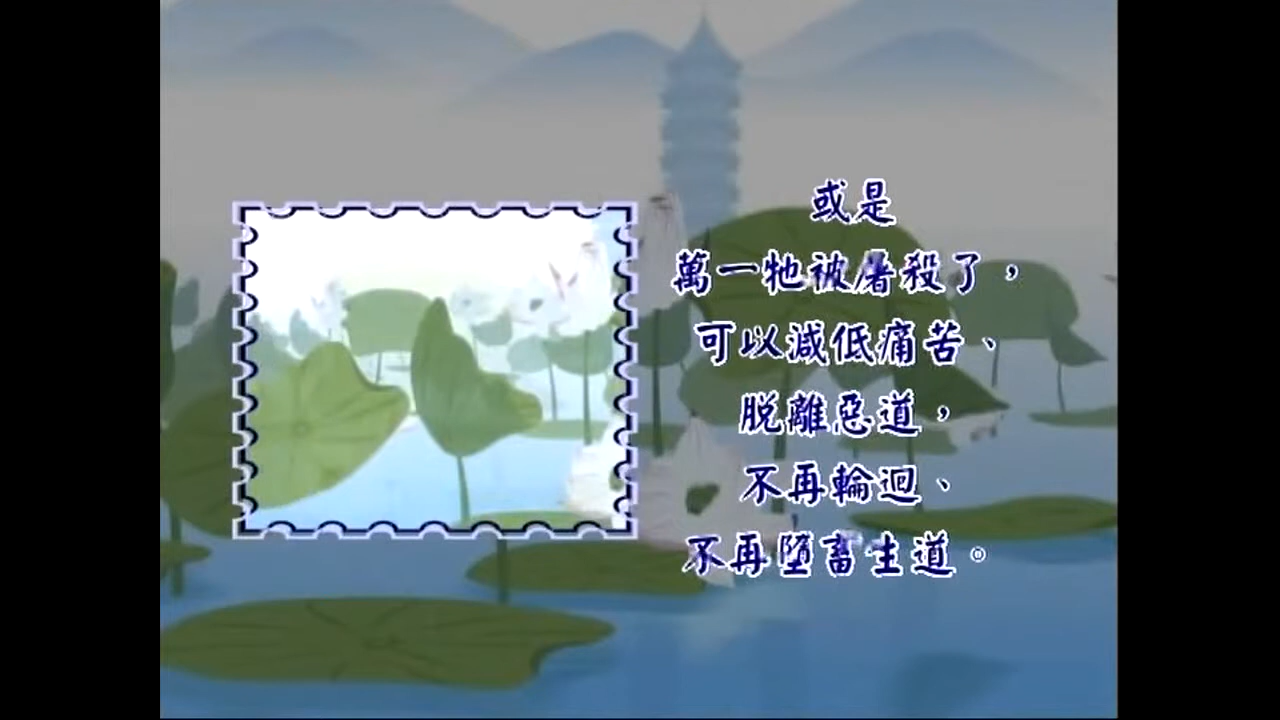 或是
萬一牠被屠殺了，
可以減低痛苦、
脫離惡道，
不再輪迴、
不再墮畜生道。